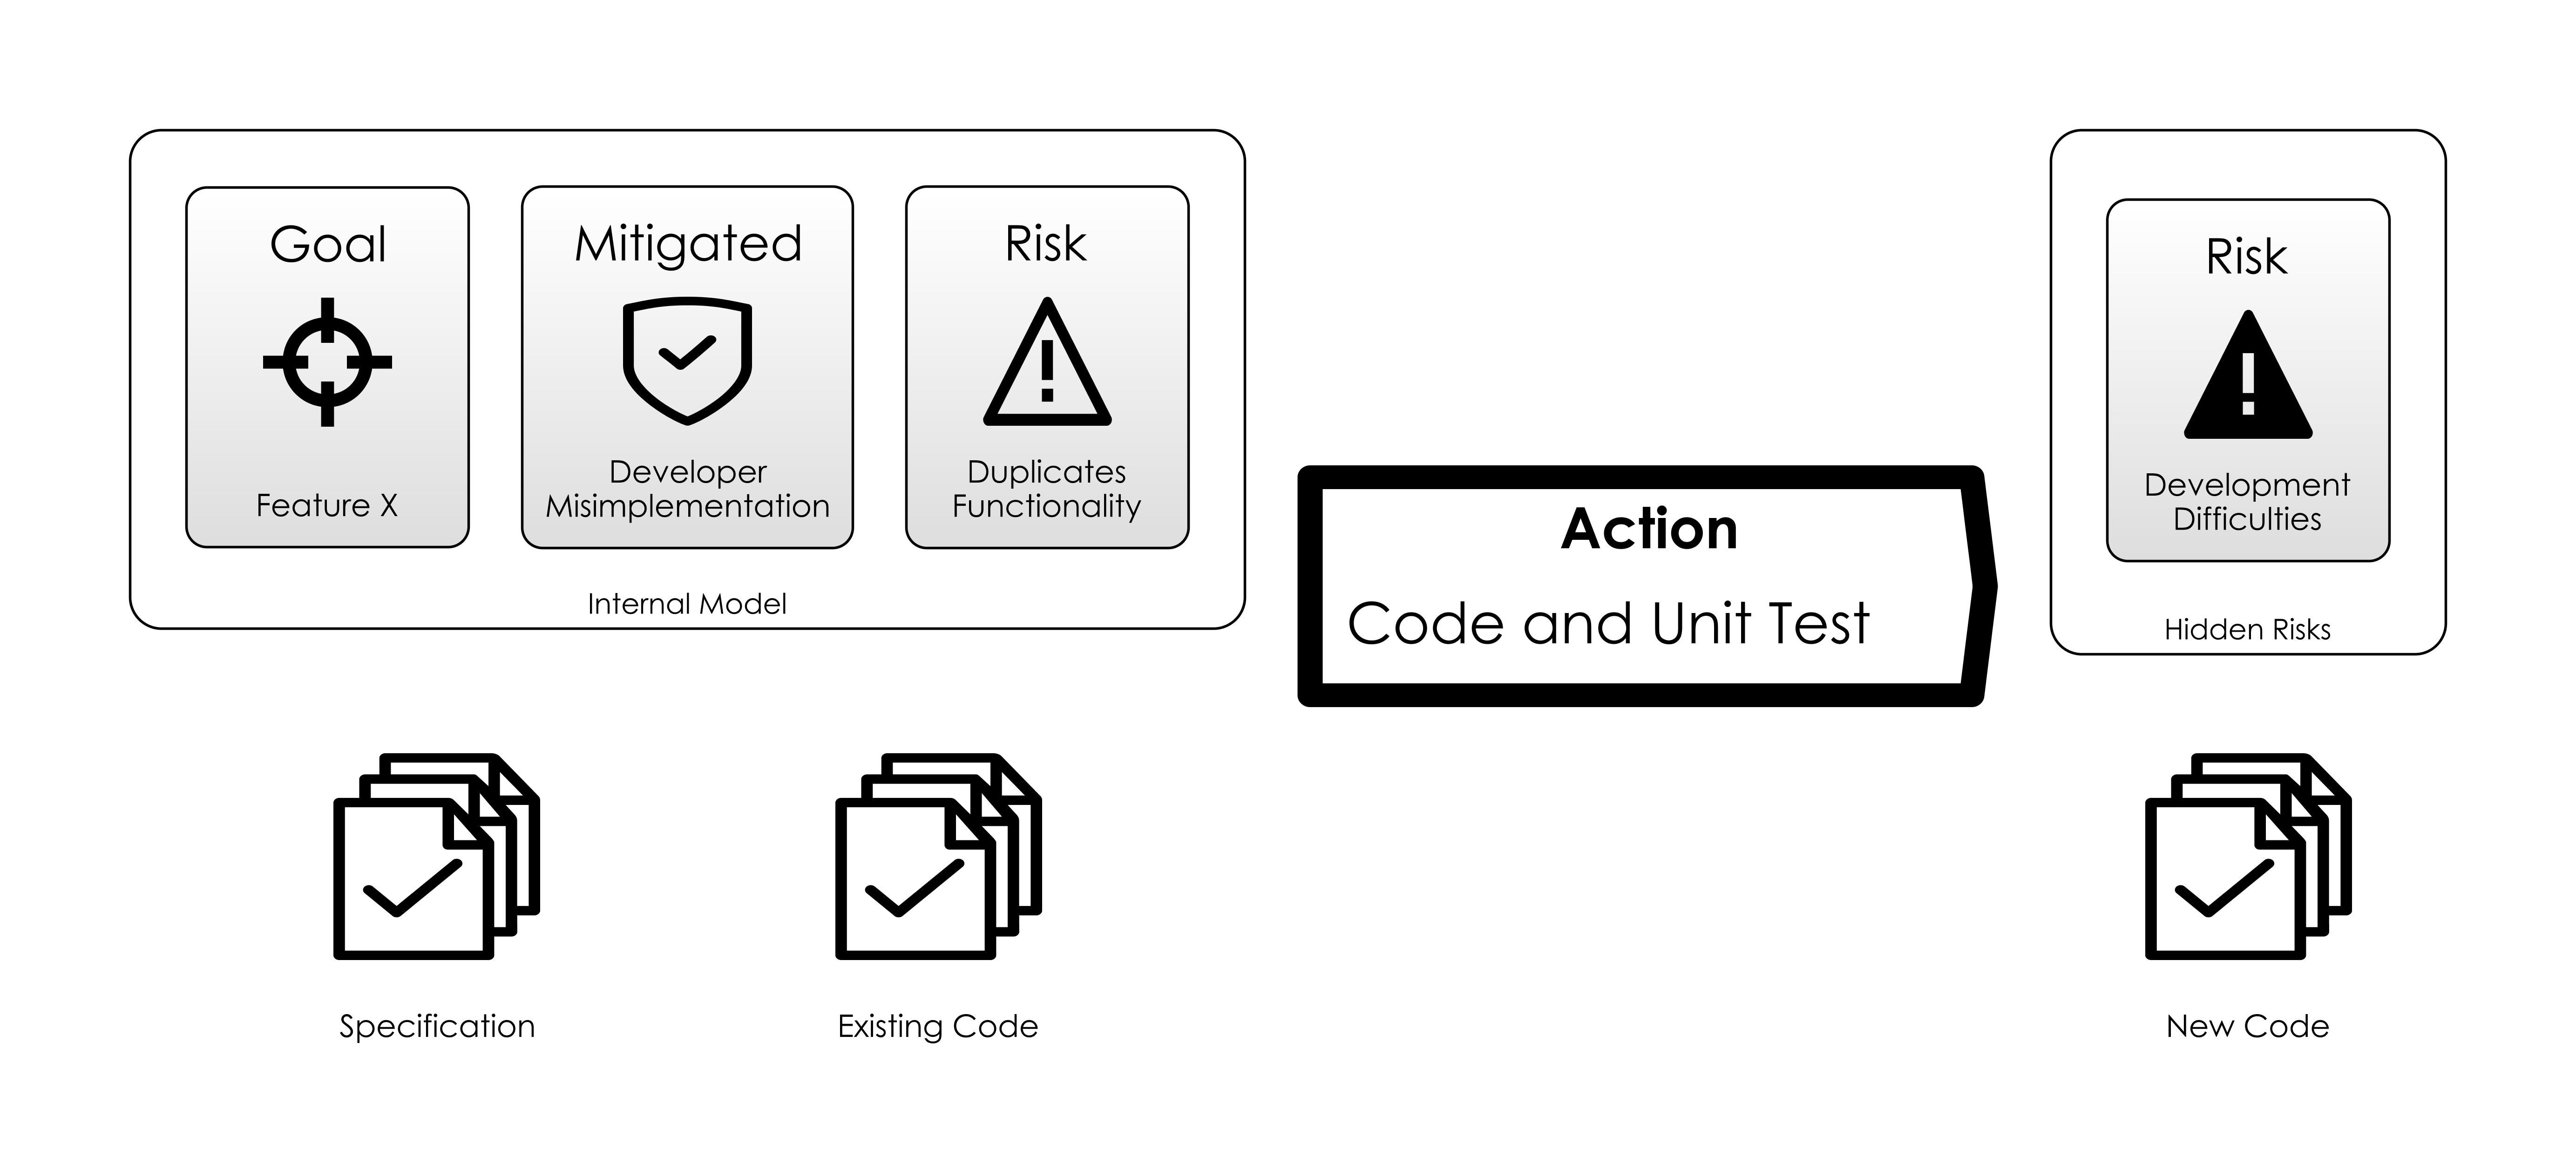 Goal
Feature X
Mitigated
Developer
Misimplementation
Risk
Duplicates
Functionality
Internal Model
Action
Code and Unit Test
Risk
Development
Difficulties
Hidden Risks
Specification
Existing Code
New Code